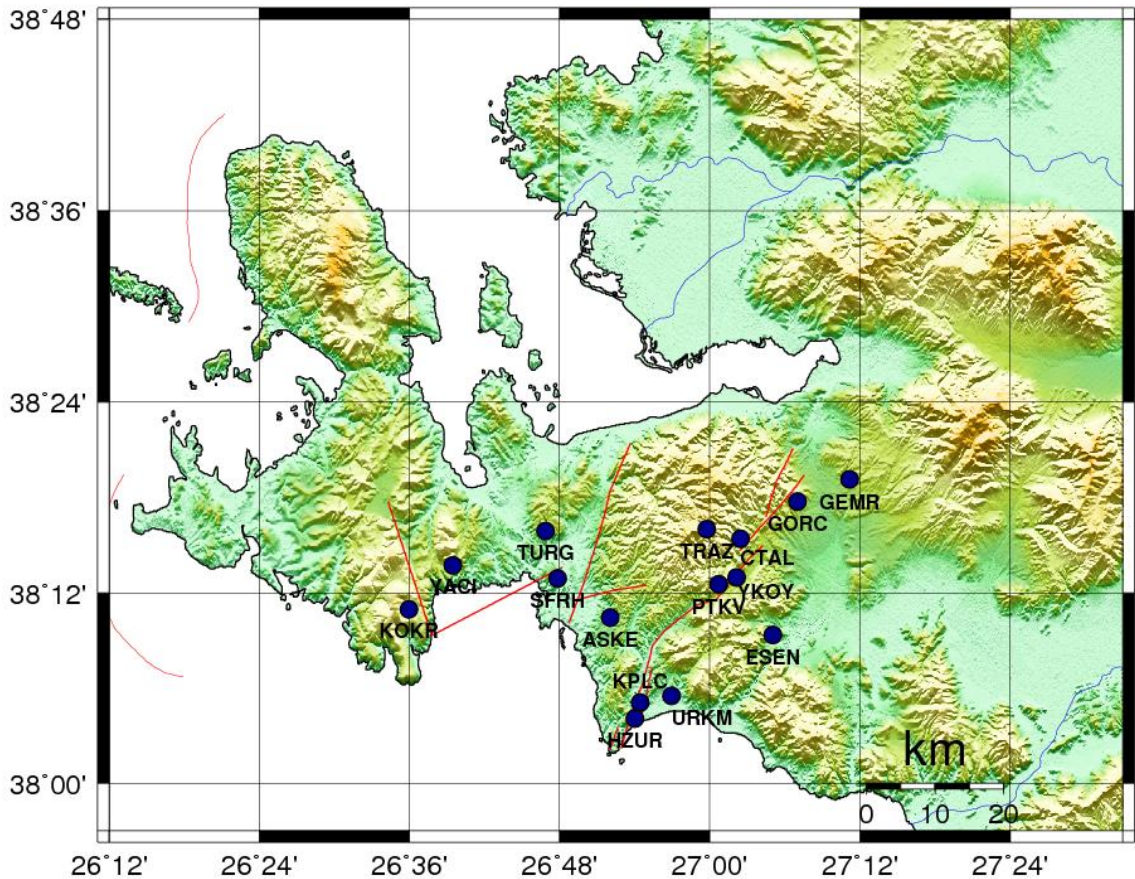 38°48'
38°36'
38°24'
GEMR
GORC
TURG
TRAZ
CTAL
YACI
SFRH
YKOY
PTKV
38°12'
KOKR
ASKE
ESEN
KPLC
URKM
HZUR
km
38°00'
0 10 20
26°12' 26°24' 26°36' 26°48' 27°00' 27°12' 27°24'